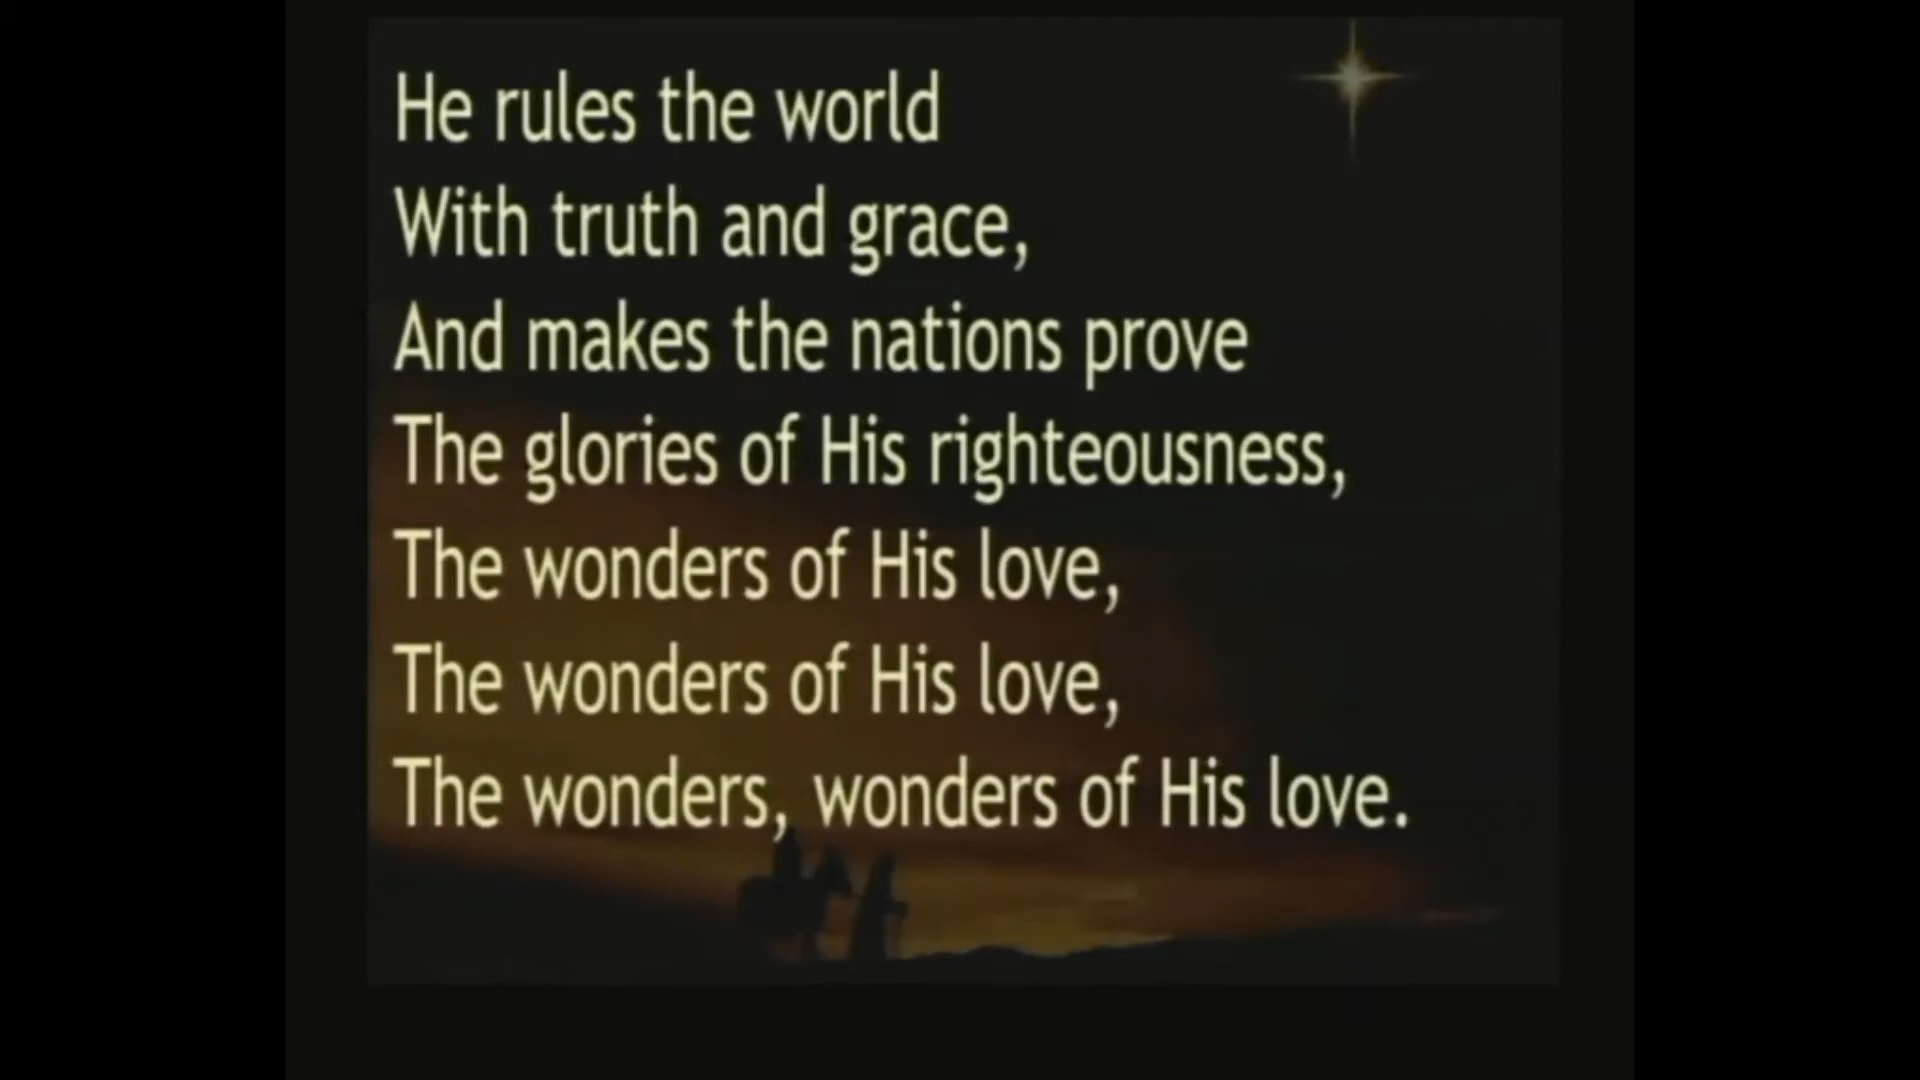 He rules the world
With truth and grace,
And makes the nations prove
The glories of His righteousness,
The wonders of His love,
The wonders of His love,
The wonders, wonders of His love.